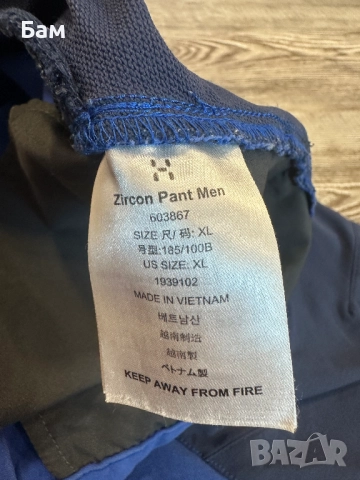 Бам
Zircon Pant Men
603867
SIZE 尺/ 码: XL
号型:185/100B
US SIZE: XL
1939102
MADE IN VIETNAM
베트남산
越南制造
越南製
ベトナム製
KEEP AWAY FROM FIRE
BAZAR